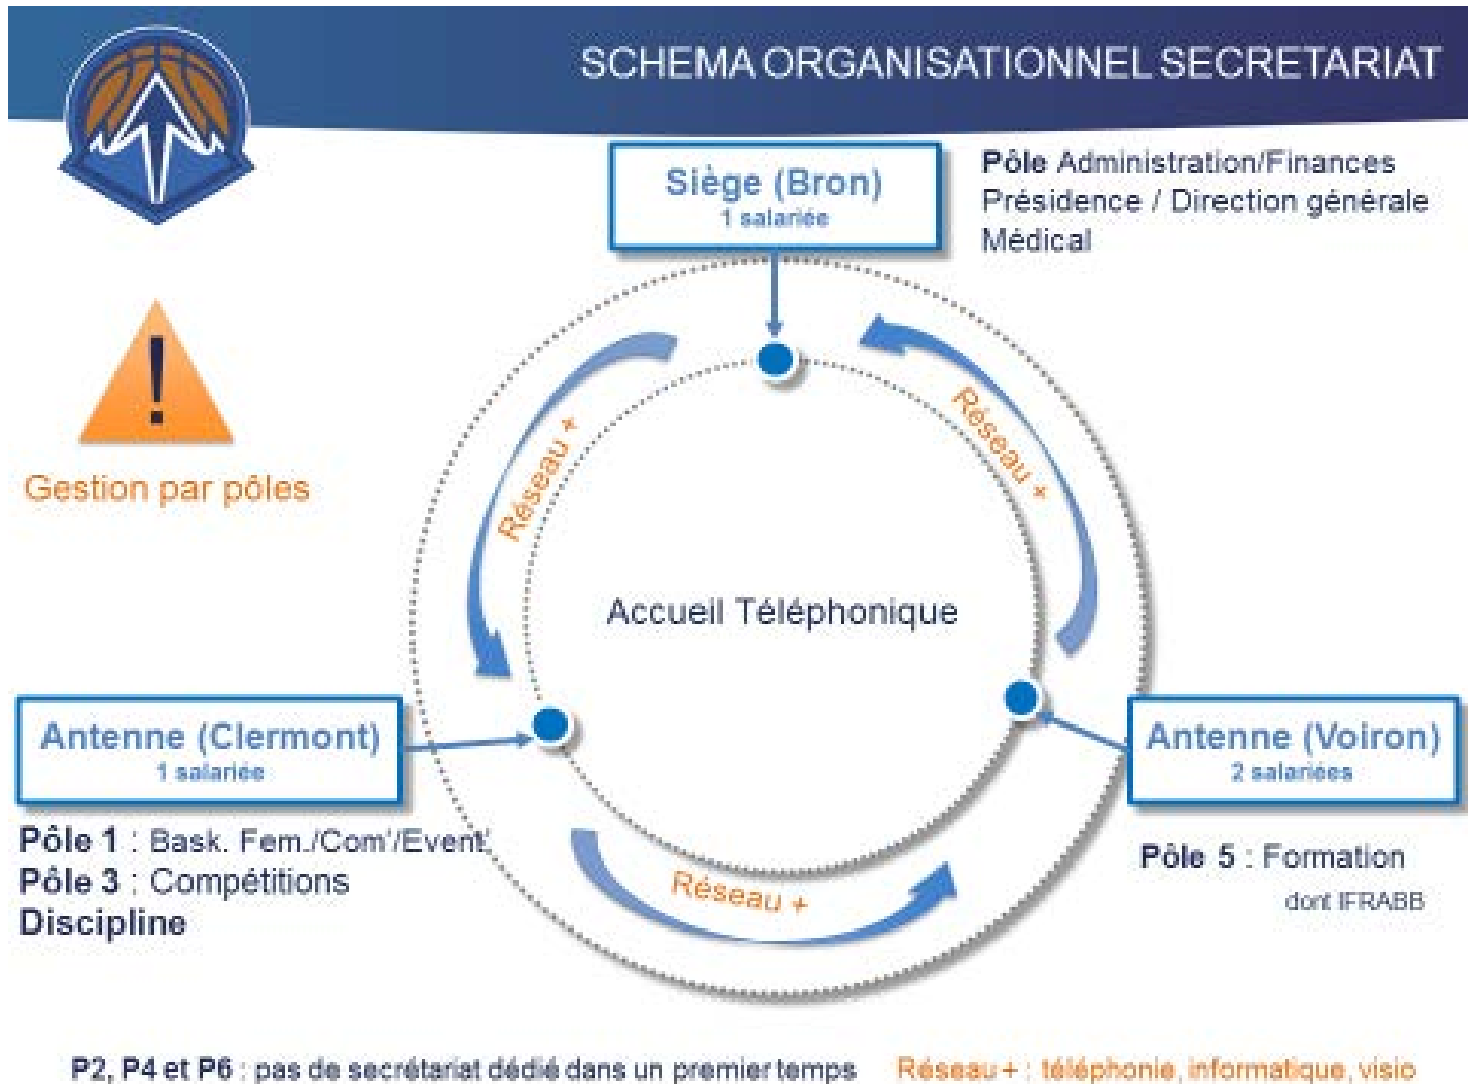 SCHEMA ORGANISATIONNEL SECRETARIAT
Siège (Bron)
1 salariée
Pôle Administration/Finances
Présidence / Direction générale
Médical
!
Gestion par pôles
Réseau +
Réseau +
Accueil Téléphonique
Antenne (Clermont)
1 salariée
Antenne (Voiron)
2 salariées
Pôle 1 : Bask. Fem./Com'/Event'
Pôle 3 : Compétitions
Discipline
Réseau +
Pôle 5 : Formation
dont IFRABB
P2, P4 et P6 : pas de secrétariat dédié dans un premier temps
Réseau + : téléphonie, informatique, visio